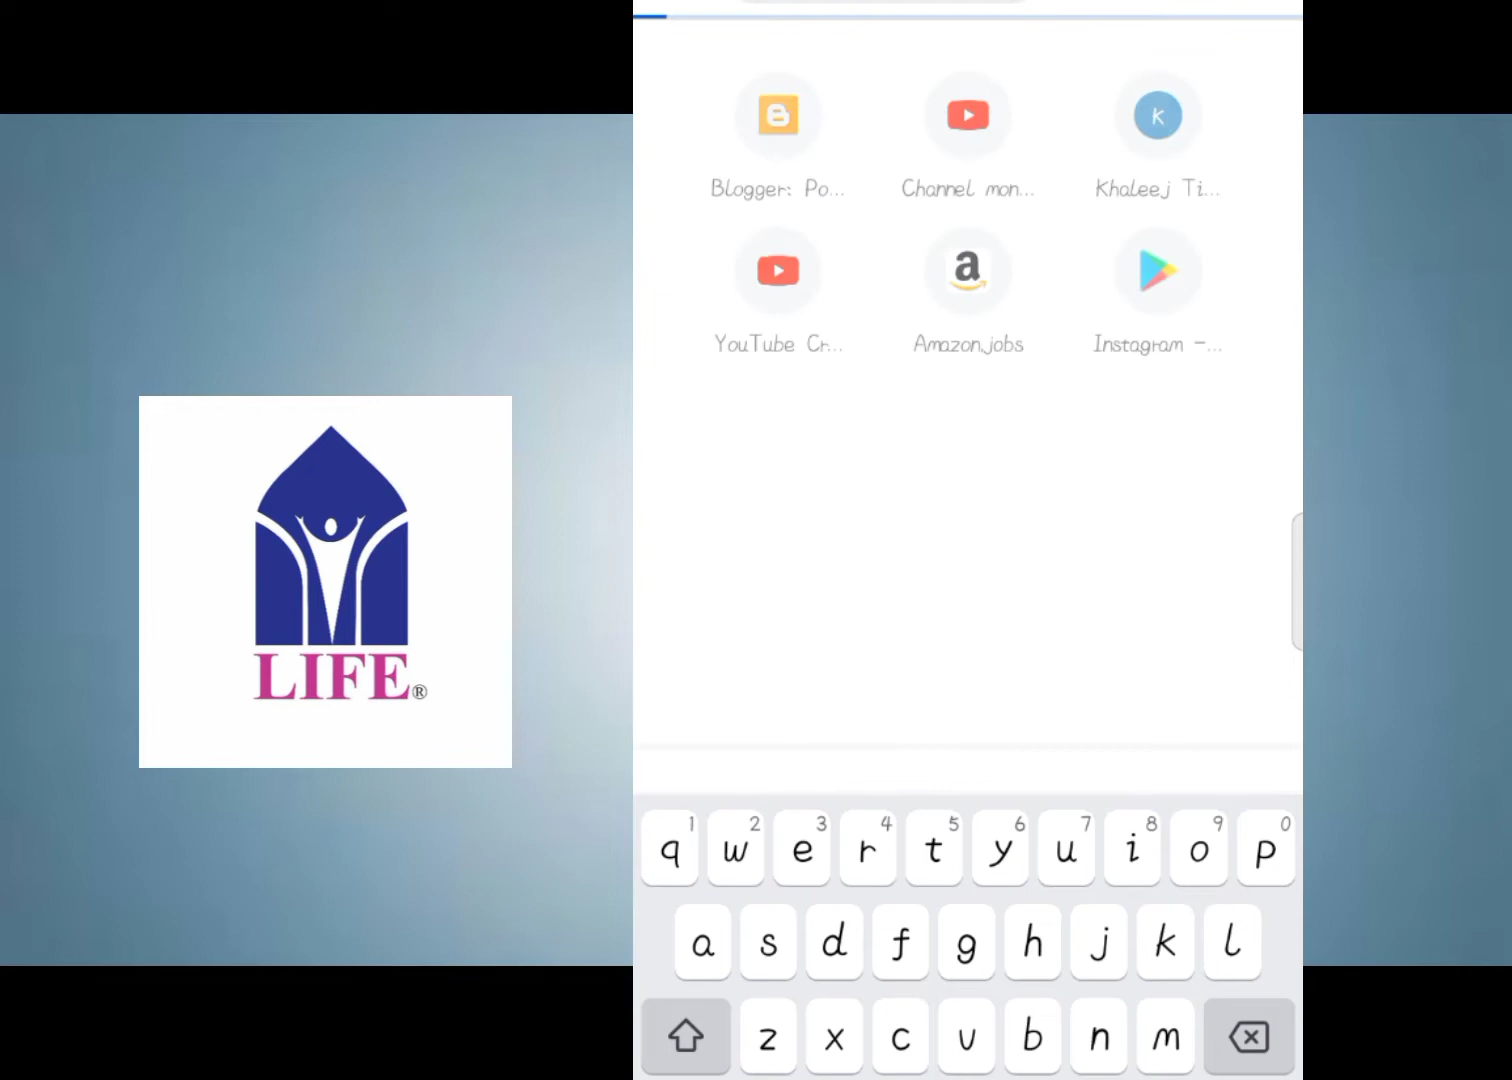 K
Blogger: Po...
Channel mon...
Khaleej Ti...
a
YouTube Cr...
Amazon.jobs
Instagram -...
LIFE®
1 2 3 4 5 6 7 8 9 0
q w e r t y u i o p
a s d f g h j k l
z x c v b n m